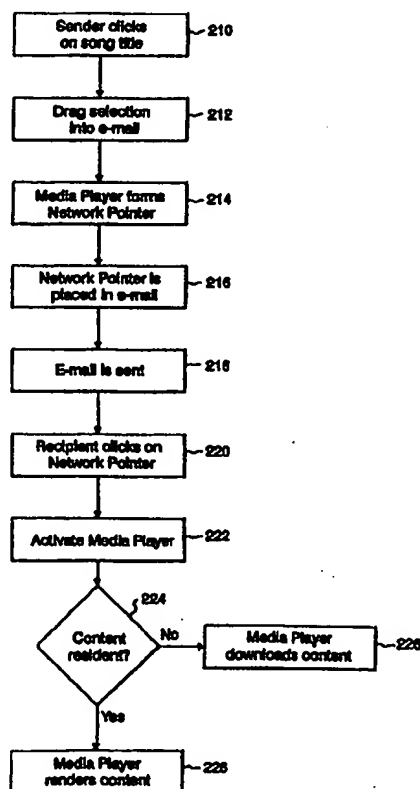 Sender clicks
on song title
210
Drag selection
into e-mail
212
Media Player forms
Network Pointer
214
Network Pointer is
placed in e-mail
216
E-mail is sent
218
Recipient clicks on
Network Pointer
220
Activate Media Player
222
224
Content
resident?
No
Media Player
downloads content
226
Yes
Media Player
renders content
226